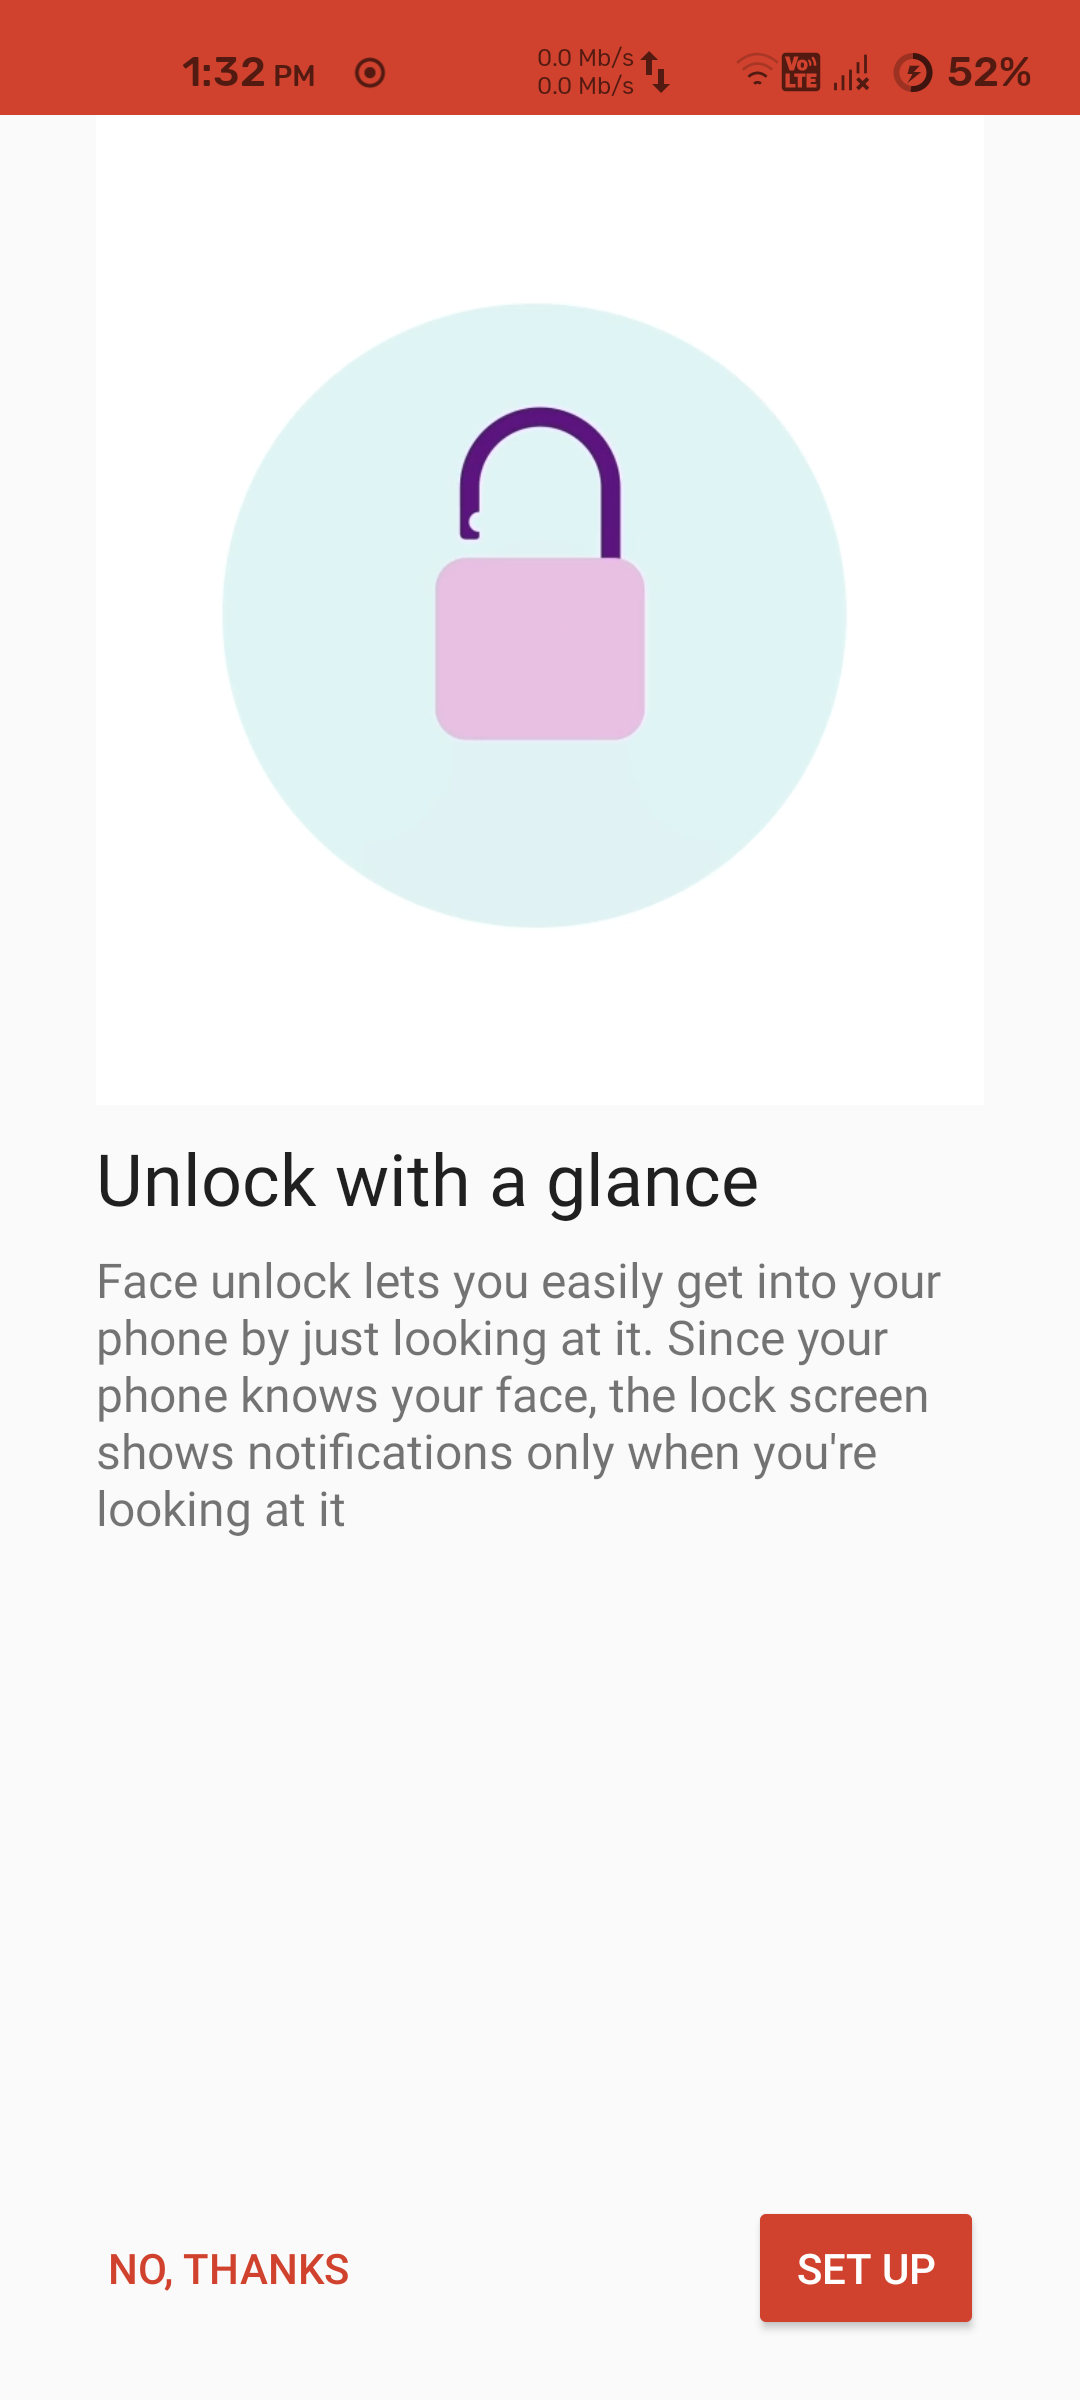 1:32 PM
0.0 Mb/s
0.0 Mb/s
Vo
LTE
52%
Unlock with a glance
Face unlock lets you easily get into your
phone by just looking at it. Since your
phone knows your face, the lock screen
shows notifications only when you're
looking at it
NO, THANKS
SET UP